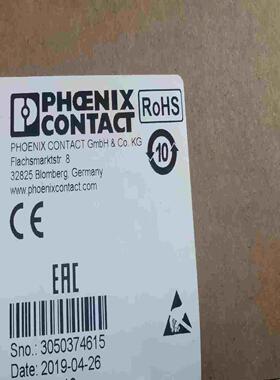 PHŒNIX
CONTACT
RoHS
PHOENIX CONTACT GmbH & Co. KG
Flachsmarktstr. 8
32825 Blomberg, Germany
www.phoenixcontact.com
10
CE
EAC
Sno.: 3050374615
Date: 2019-04-26